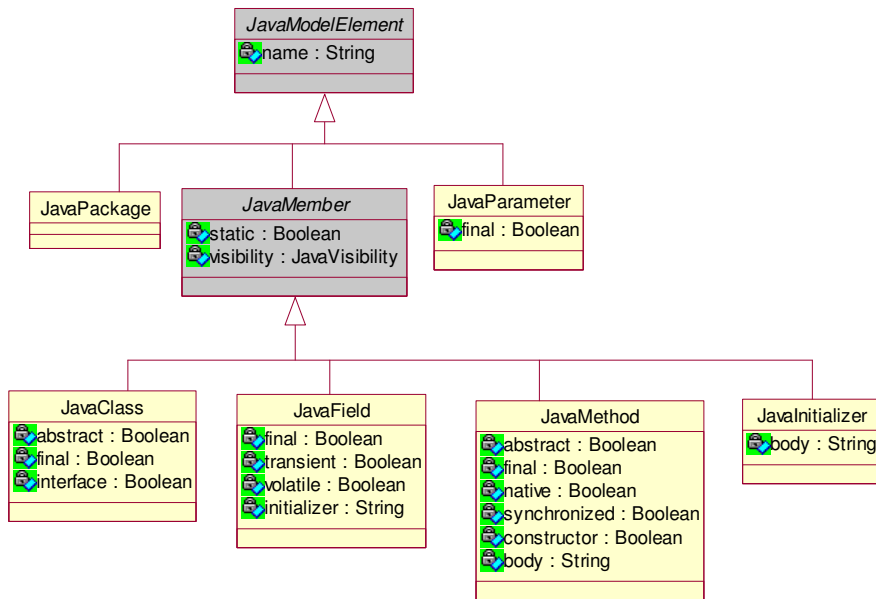 JavaModelElement
name : String
JavaPackage
JavaMember
static : Boolean
visibility : JavaVisibility
JavaParameter
final : Boolean
JavaClass
abstract : Boolean
final : Boolean
interface : Boolean
JavaField
final : Boolean
transient : Boolean
volatile : Boolean
initializer : String
JavaMethod
abstract : Boolean
final : Boolean
native : Boolean
synchronized : Boolean
constructor : Boolean
body : String
JavaInitializer
body : String